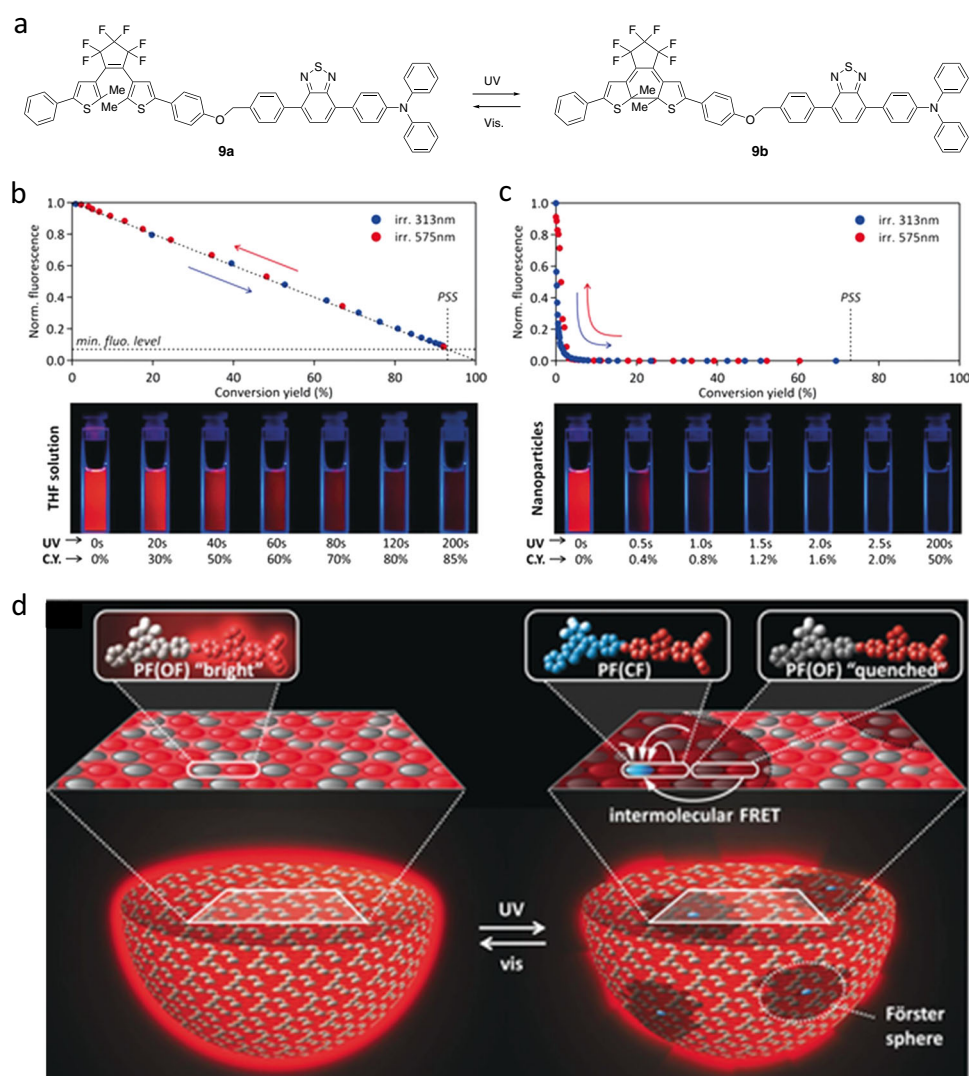 a
F F F F F F
S Me Me S
O
N S N
N
9a
UV
Vis.
F F F F F F
S Me Me S
O
N S N
N
9b
b
Norm. fluorescence
1.0
0.8
0.6
0.4
0.2
0.0
irr. 313nm
irr. 575nm
PSS
min. fluo. level
0 20 40 60 80 100
Conversion yield (%)
THF solution
UV → 0s 20s 40s 60s 80s 120s 200s
C.Y. → 0% 30% 50% 60% 70% 80% 85%
c
Norm. fluorescence
1.0
0.8
0.6
0.4
0.2
0.0
irr. 313nm
irr. 575nm
PSS
0 20 40 60 80 100
Conversion yield (%)
Nanoparticles
UV → 0s 0.5s 1.0s 1.5s 2.0s 2.5s 200s
C.Y. → 0% 0.4% 0.8% 1.2% 1.6% 2.0% 50%
d
PF(OF) “bright”
PF(CF)
PF(OF) “quenched”
intermolecular FRET
UV
vis
Förster
sphere